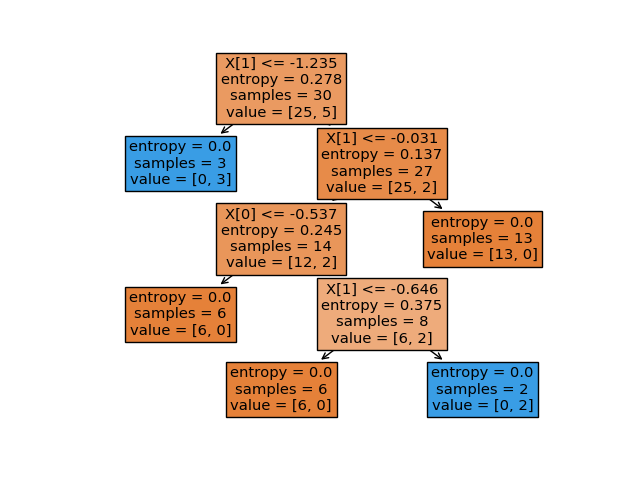 X[1] <= -1.235
entropy = 0.278
samples = 30
value = [25, 5]
entropy = 0.0
samples = 3
value = [0, 3]
X[1] <= -0.031
entropy = 0.137
samples = 27
value = [25, 2]
X[0] <= -0.537
entropy = 0.245
samples = 14
value = [12, 2]
entropy = 0.0
samples = 13
value = [13, 0]
entropy = 0.0
samples = 6
value = [6, 0]
X[1] <= -0.646
entropy = 0.375
samples = 8
value = [6, 2]
entropy = 0.0
samples = 6
value = [6, 0]
entropy = 0.0
samples = 2
value = [0, 2]